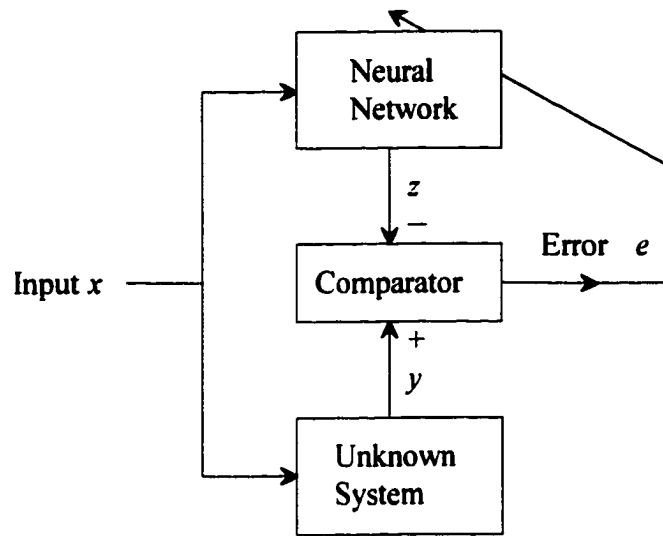 Neural
Network
z
−
Error e
Input x
Comparator
+
y
Unknown
System